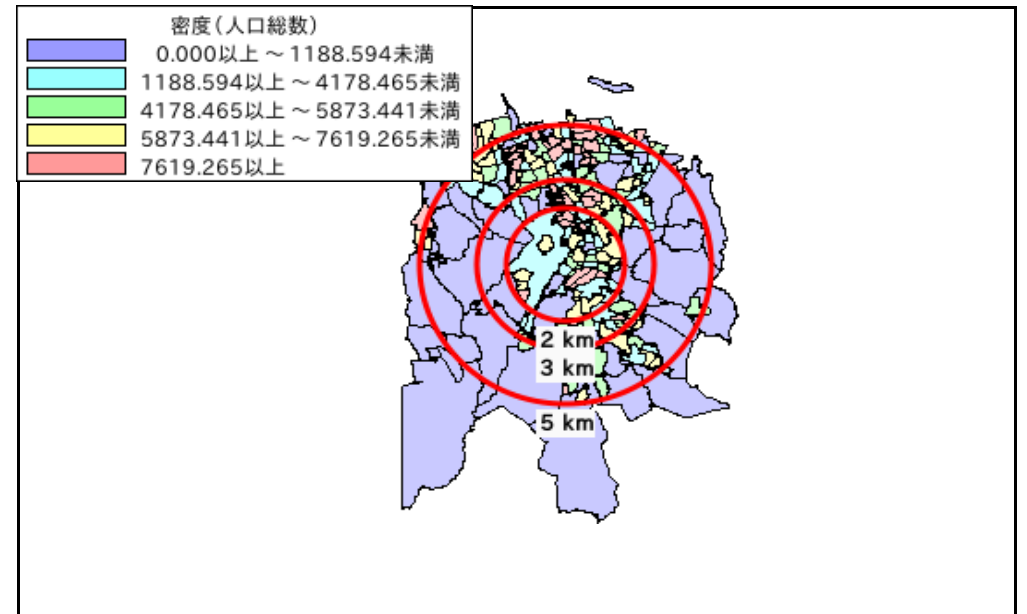 密度(人口総数)
0.000以上 ～ 1188.594未満
1188.594以上 ～ 4178.465未満
4178.465以上 ～ 5873.441未満
5873.441以上 ～ 7619.265未満
7619.265以上
2 km
3 km
5 km